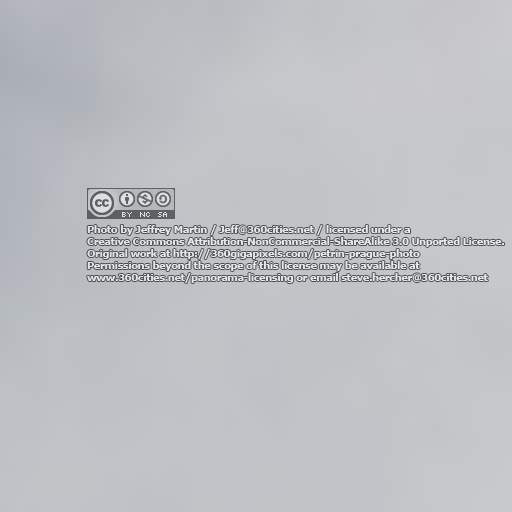 cc BY NC SA
Photo by Jeffrey Martin / Jeff@360cities.net / licensed under a
Creative Commons Attribution-NonCommercial-ShareAlike 3.0 Unported License.
Original work at http://360gigapixels.com/petrin-prague-photo
Permissions beyond the scope of this license may be available at
www.360cities.net/panorama-licensing or email steve.hercher@360cities.net